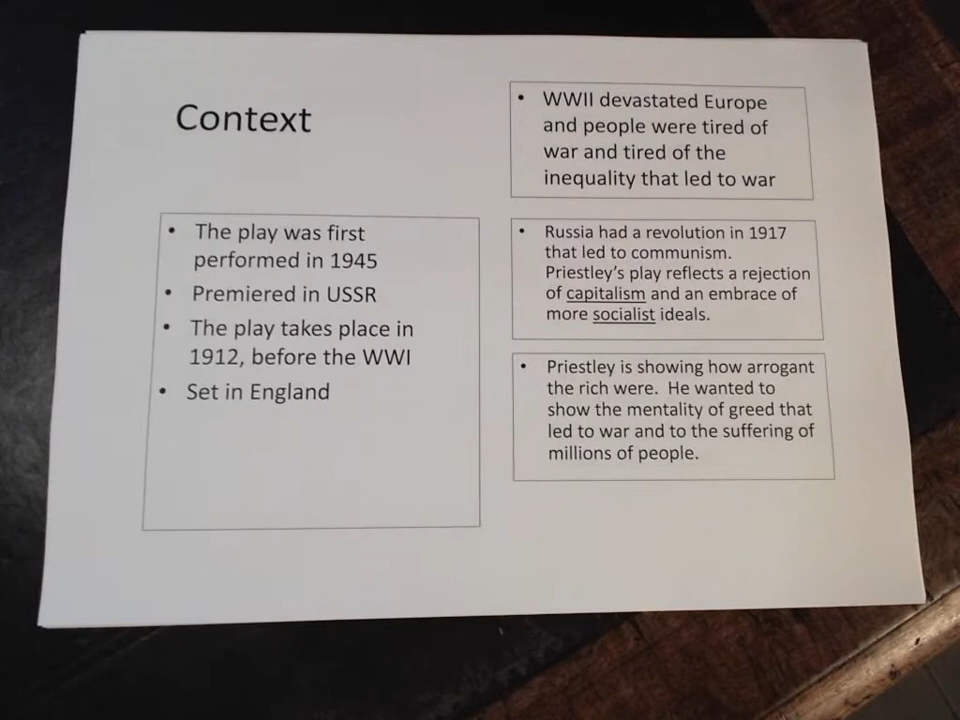 Context
• The play was first
performed in 1945
• Premiered in USSR
• The play takes place in
1912, before the WWI
• Set in England
• WWII devastated Europe
and people were tired of
war and tired of the
inequality that led to war
• Russia had a revolution in 1917
that led to communism.
Priestley's play reflects a rejection
of capitalism and an embrace of
more socialist ideals.
• Priestley is showing how arrogant
the rich were. He wanted to
show the mentality of greed that
led to war and to the suffering of
millions of people.